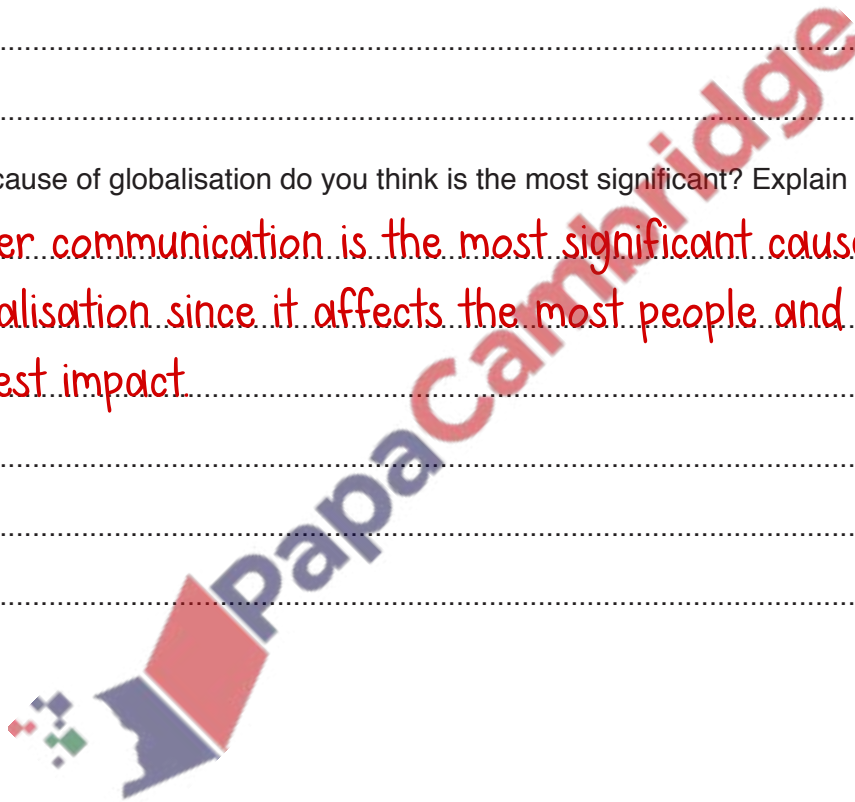 cause of globalisation do you think is the most significant? Explain
er communication is the most significant cause
alisation since it affects the most people and
est impact.
PapaCambridge